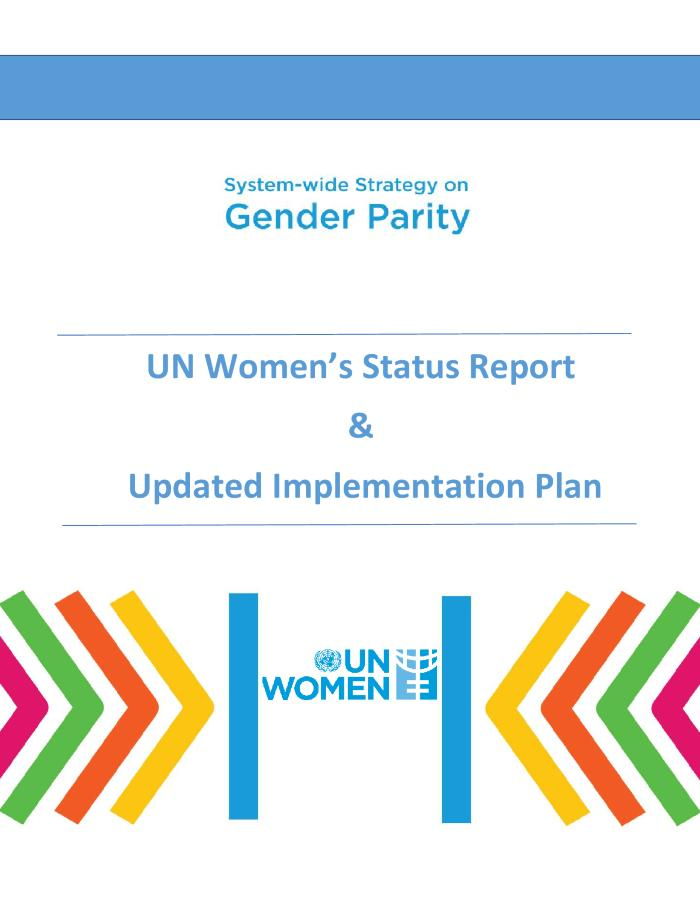 System-wide Strategy on
Gender Parity
UN Women’s Status Report
&
Updated Implementation Plan
UN
WOMEN